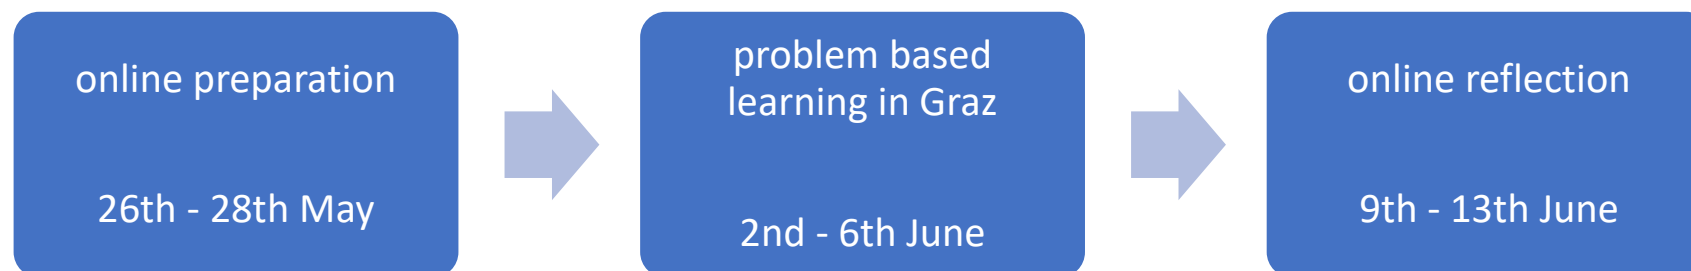 online preparation
26th - 28th May
problem based
learning in Graz
2nd - 6th June
online reflection
9th - 13th June